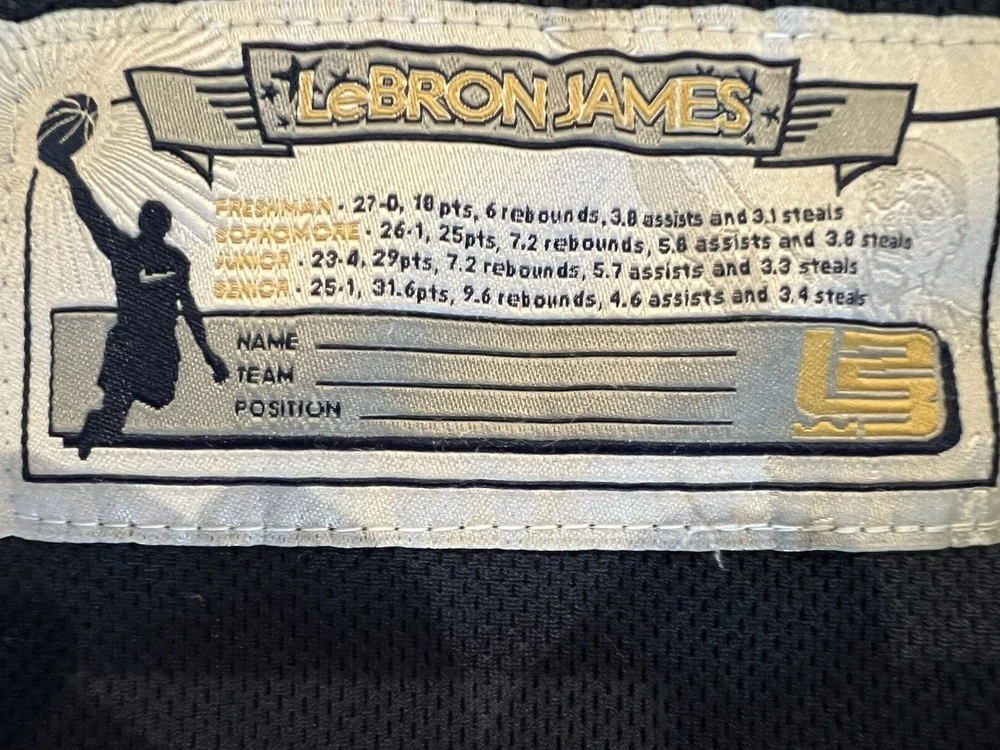 LeBRON JAMES
FRESHMAN - 27-0, 18 pts, 6 rebounds, 3.8 assists and 3.1 steals
SOPHOMORE - 26-1, 25pts, 7.2 rebounds, 5.8 assists and 3.8 steals
JUNIOR - 23-4, 29pts, 7.2 rebounds, 5.7 assists and 3.3 steals
SENIOR - 25-1, 31.6pts, 9.6 rebounds, 4.6 assists and 3.4 steals
NAME
TEAM
POSITION